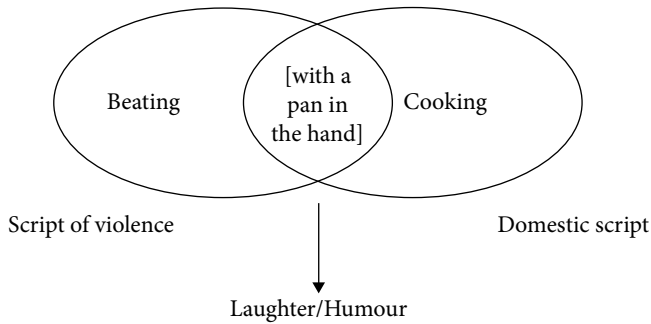 [with a
Beating
pan in
Cooking
the hand]
Script of violence
Domestic script
Laughter/Humour